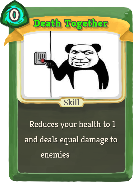 0
Death Together
Skill
Reduces your health to 1
and deals equal damage to
enemies